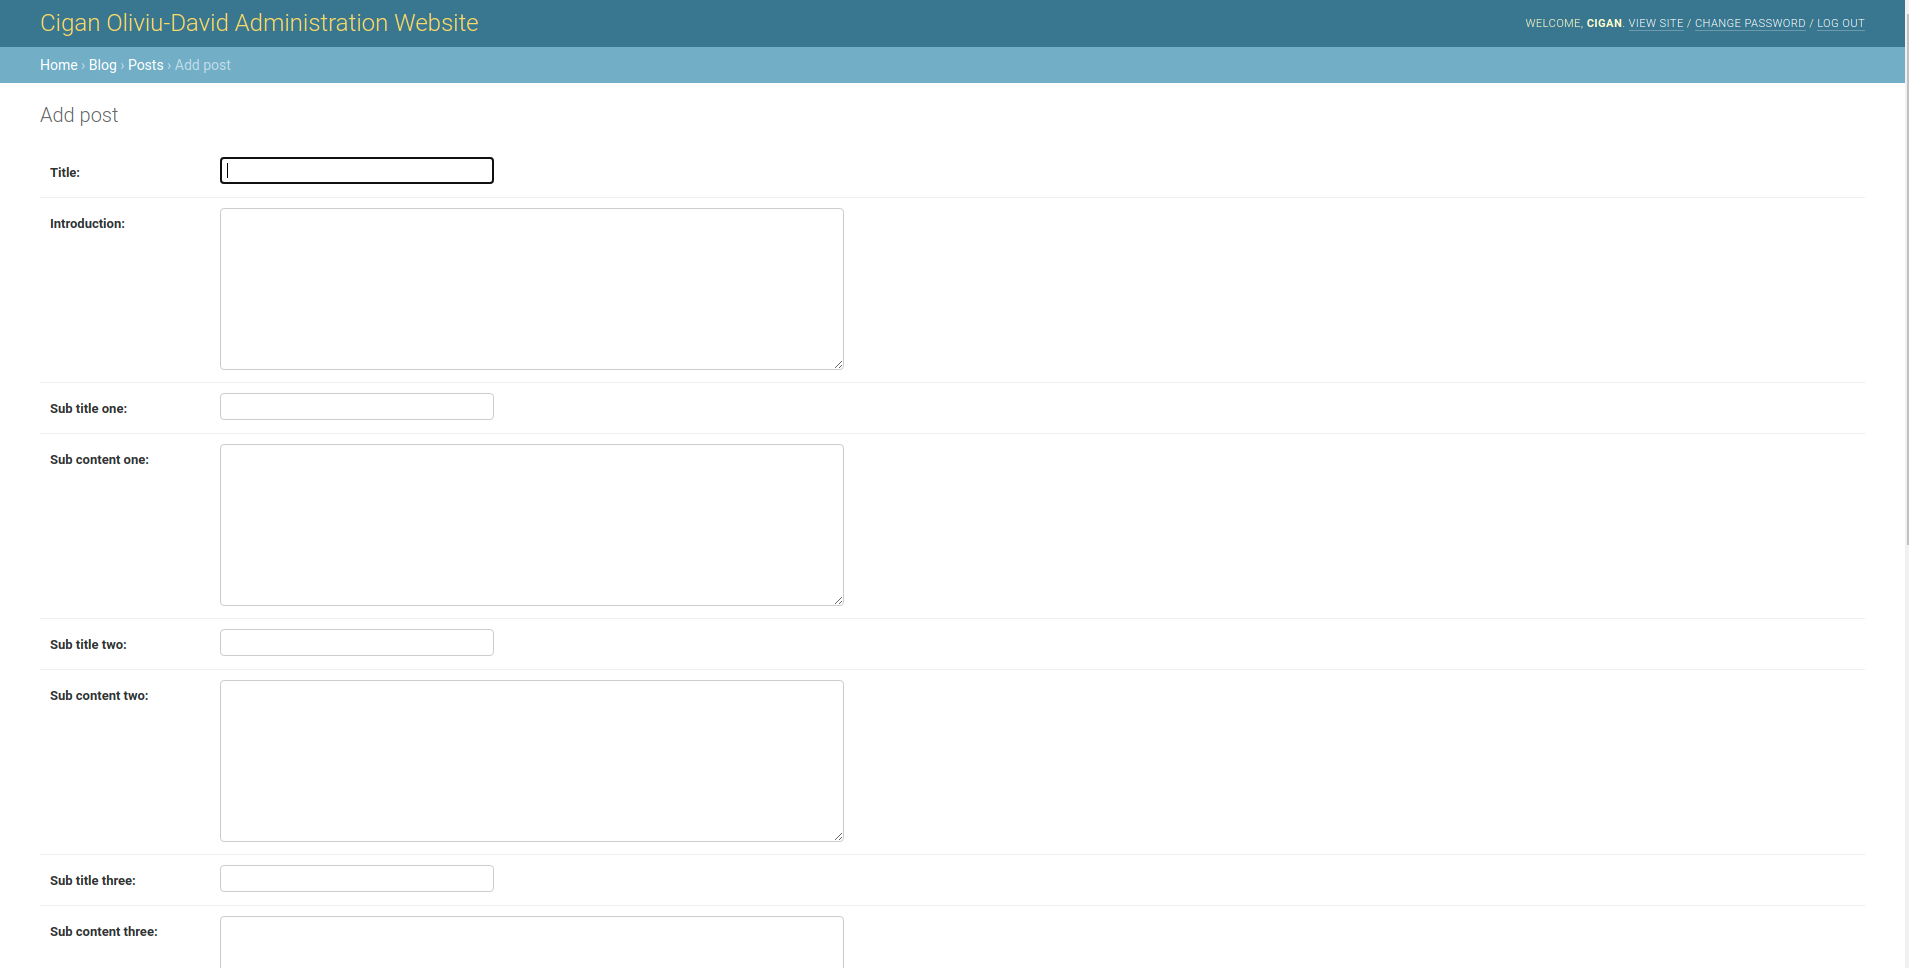 Cigan Oliviu-David Administration Website
WELCOME, CIGAN. VIEW SITE / CHANGE PASSWORD / LOG OUT
Home › Blog › Posts › Add post
Add post
Title:
Introduction:
Sub title one:
Sub content one:
Sub title two:
Sub content two:
Sub title three:
Sub content three: